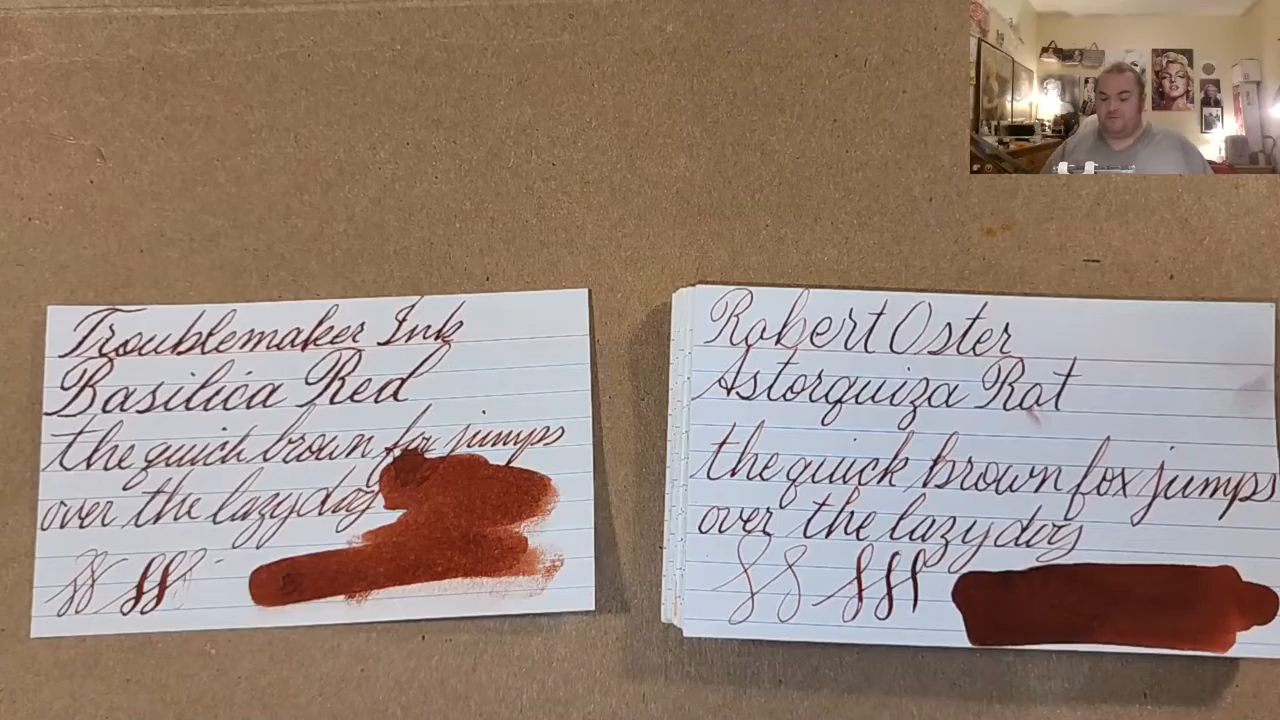 Troublemaker Ink
Basilica Red
the quick brown fox jumps
over the lazy dog
Robert Oster
Astorquiza Rot
the quick brown fox jumps
over the lazy dog